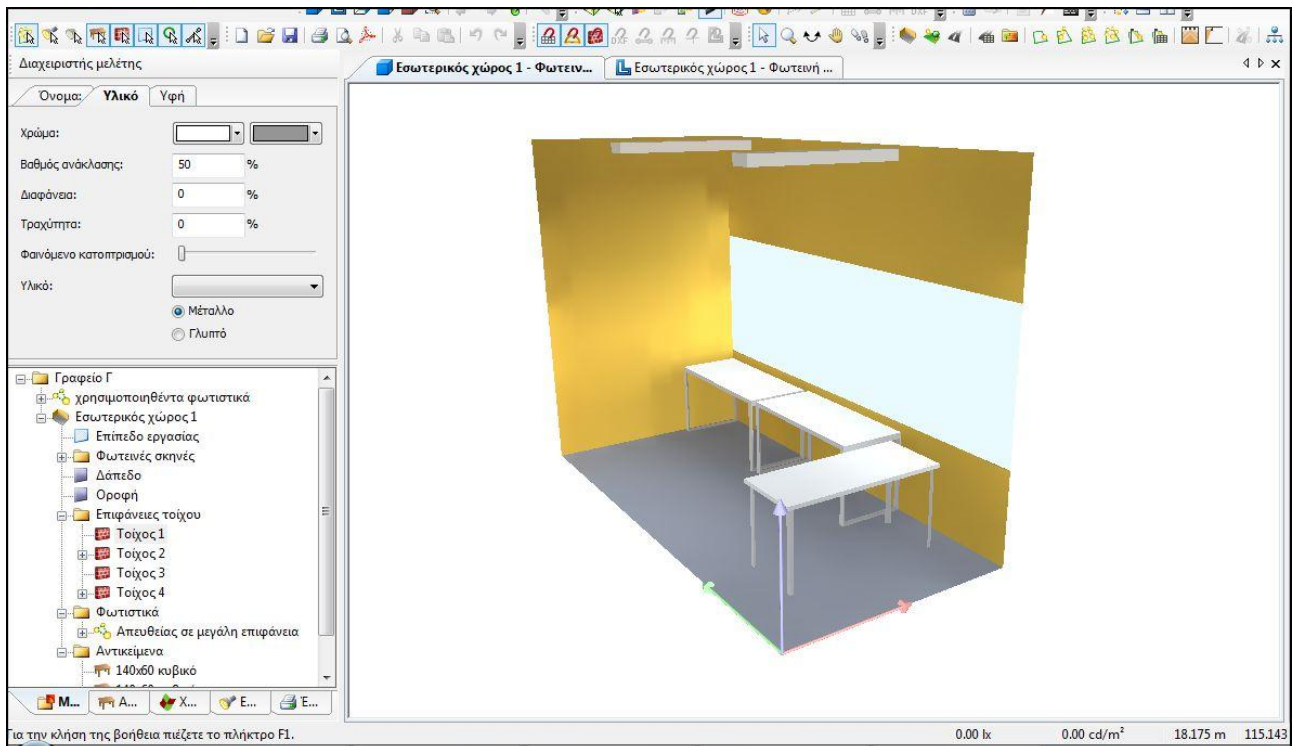 Διαχειριστής μελέτης
Εσωτερικός χώρος 1 - Φωτειν...
Εσωτερικός χώρος 1 - Φωτεινή ...
Όνομα:
Υλικό
Υφή
Χρώμα:
Βαθμός ανάκλασης: 50 %
Διαφάνεια: 0 %
Τραχύτητα: 0 %
Φαινόμενο κατοπτρισμού:
Υλικό:
Μέταλλο
Γλυπτό
Γραφείο Γ
χρησιμοποιηθέντα φωτιστικά
Εσωτερικός χώρος 1
Επίπεδο εργασίας
Φωτεινές σκηνές
Δάπεδο
Οροφή
Επιφάνειες τοίχου
Τοίχος 1
Τοίχος 2
Τοίχος 3
Τοίχος 4
Φωτιστικά
Απευθείας σε μεγάλη επιφάνεια
Αντικείμενα
140x60 κυβικό
Μ...
Α...
Χ...
Ε...
Έ...
Για την κλήση της βοήθεια πιέζετε το πλήκτρο F1.
0.00 lx
0.00 cd/m²
18.175 m
115.143